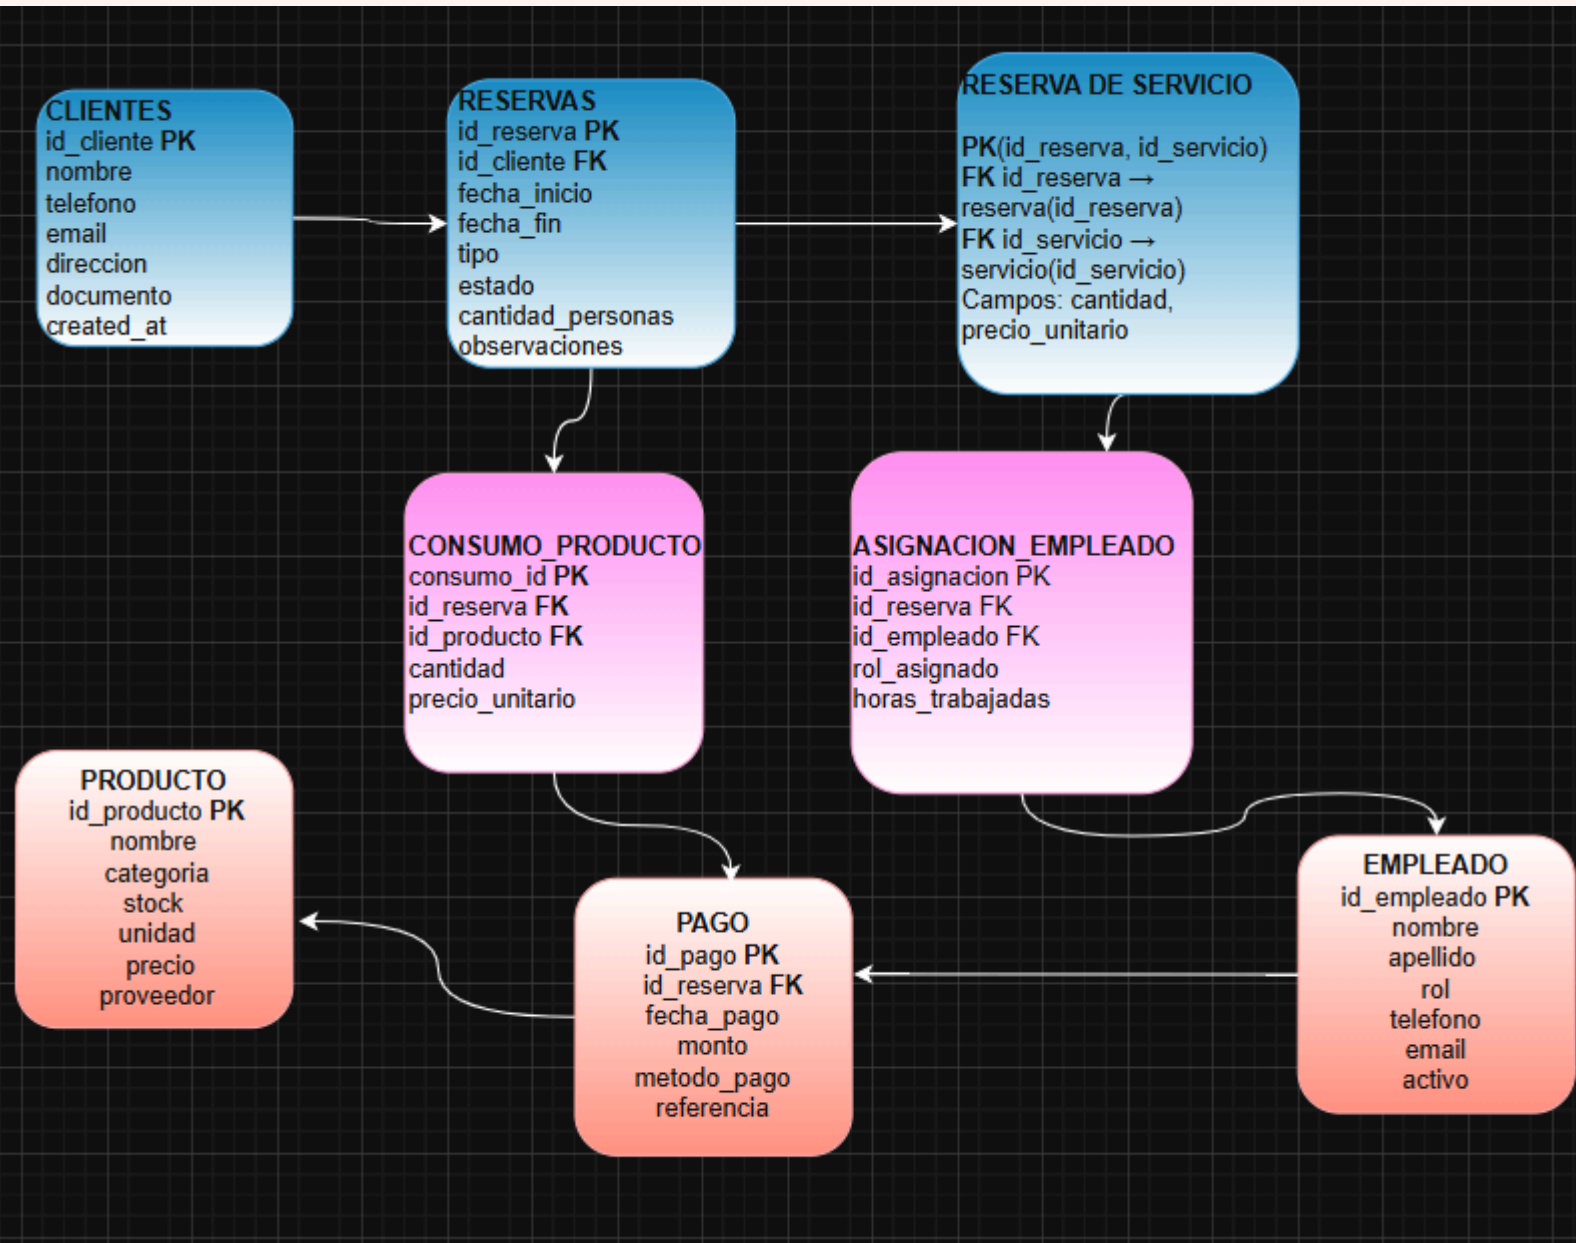 CLIENTES
id_cliente PK
nombre
telefono
email
direccion
documento
created_at
RESERVAS
id_reserva PK
id_cliente FK
fecha_inicio
fecha_fin
tipo
estado
cantidad_personas
observaciones
RESERVA DE SERVICIO
PK(id_reserva, id_servicio)
FK id_reserva →
reserva(id_reserva)
FK id_servicio →
servicio(id_servicio)
Campos: cantidad,
precio_unitario
CONSUMO_PRODUCTO
consumo_id PK
id_reserva FK
id_producto FK
cantidad
precio_unitario
ASIGNACION_EMPLEADO
id_asignacion PK
id_reserva FK
id_empleado FK
rol_asignado
horas_trabajadas
PRODUCTO
id_producto PK
nombre
categoria
stock
unidad
precio
proveedor
PAGO
id_pago PK
id_reserva FK
fecha_pago
monto
metodo_pago
referencia
EMPLEADO
id_empleado PK
nombre
apellido
rol
telefono
email
activo